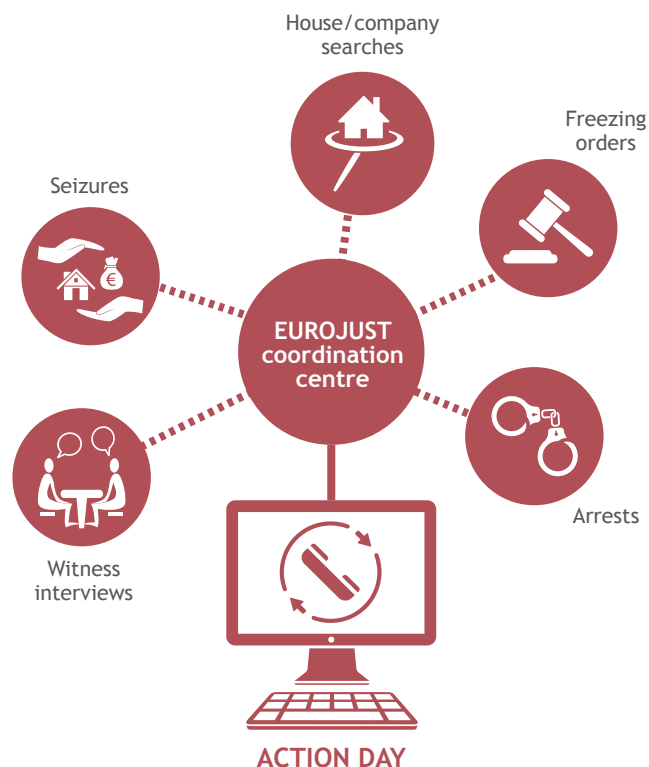 House/company
searches
Freezing
orders
Seizures
EUROJUST
coordination
centre
€
Arrests
Witness
interviews
ACTION DAY